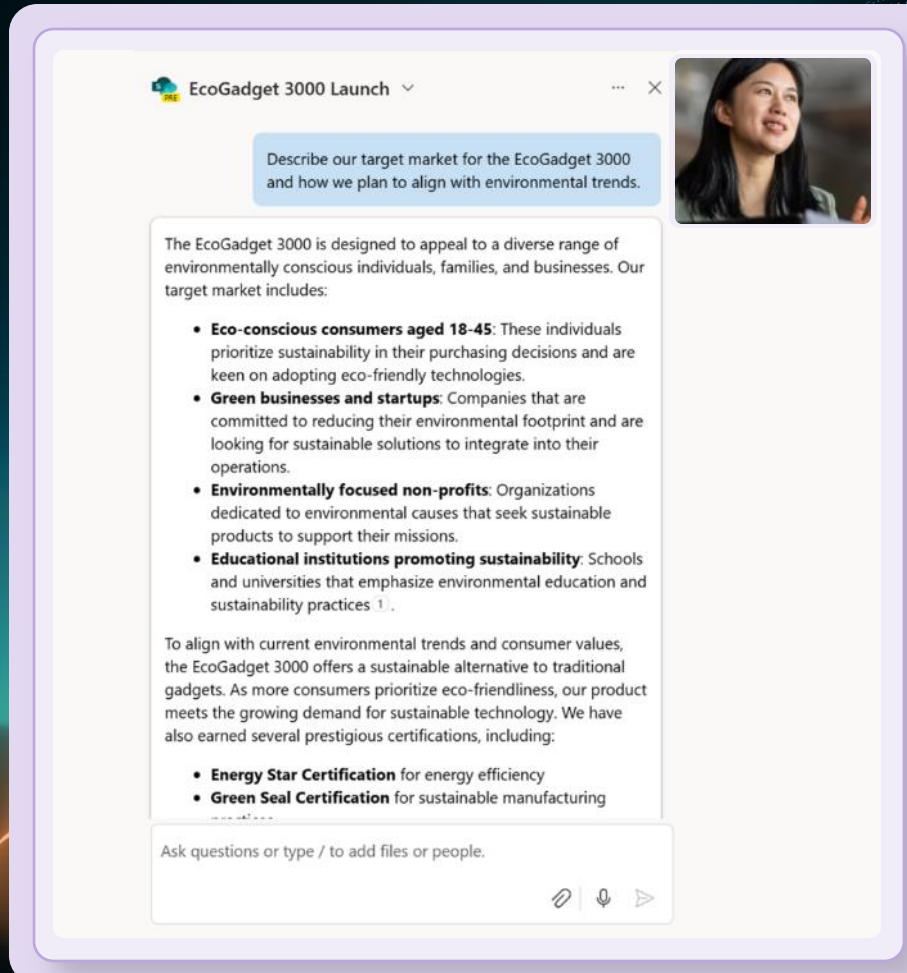 EcoGadget 3000 Launch
PRE
Describe our target market for the EcoGadget 3000
and how we plan to align with environmental trends.
The EcoGadget 3000 is designed to appeal to a diverse range of
environmentally conscious individuals, families, and businesses. Our
target market includes:
• Eco-conscious consumers aged 18-45: These individuals
prioritize sustainability in their purchasing decisions and are
keen on adopting eco-friendly technologies.
• Green businesses and startups: Companies that are
committed to reducing their environmental footprint and are
looking for sustainable solutions to integrate into their
operations.
• Environmentally focused non-profits: Organizations
dedicated to environmental causes that seek sustainable
products to support their missions.
• Educational institutions promoting sustainability: Schools
and universities that emphasize environmental education and
sustainability practices 1.
To align with current environmental trends and consumer values,
the EcoGadget 3000 offers a sustainable alternative to traditional
gadgets. As more consumers prioritize eco-friendliness, our product
meets the growing demand for sustainable technology. We have
also earned several prestigious certifications, including:
• Energy Star Certification for energy efficiency
• Green Seal Certification for sustainable manufacturing
Ask questions or type / to add files or people.